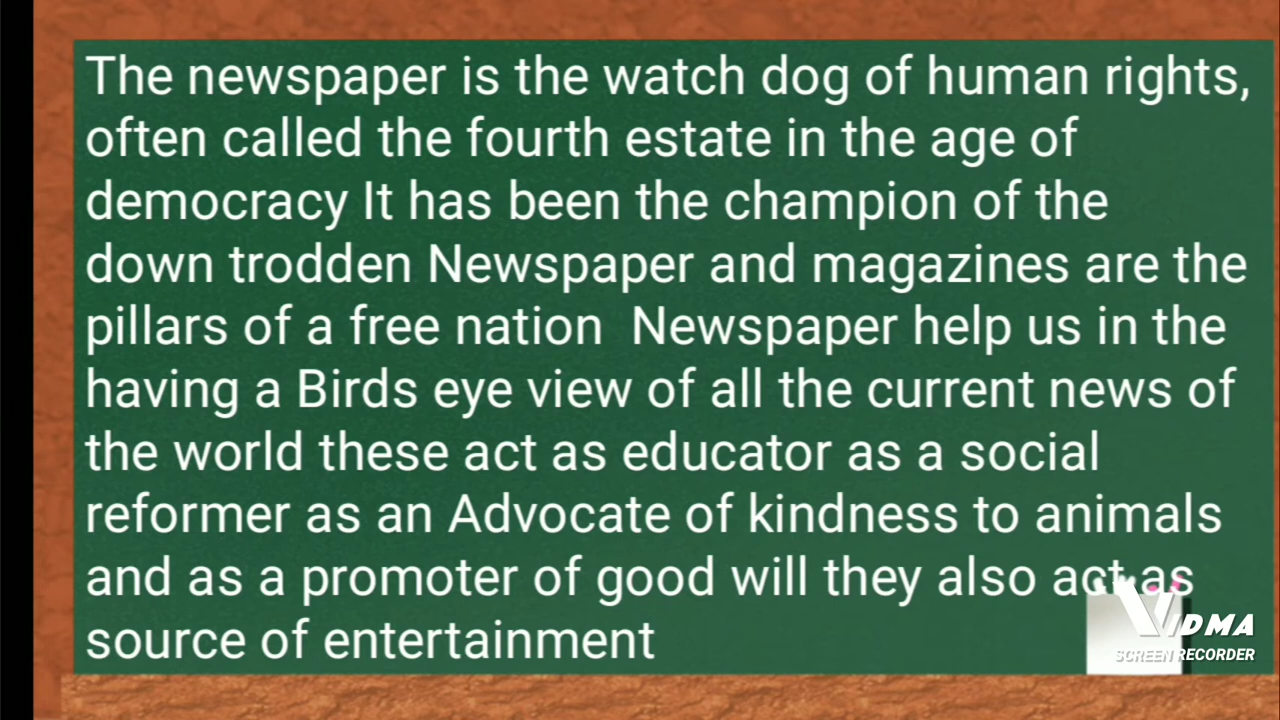 The newspaper is the watch dog of human rights,
often called the fourth estate in the age of
democracy It has been the champion of the
down trodden Newspaper and magazines are the
pillars of a free nation  Newspaper help us in the
having a Birds eye view of all the current news of
the world these act as educator as a social
reformer as an Advocate of kindness to animals
and as a promoter of good will they also act as
source of entertainment
VIDMA
SCREEN RECORDER